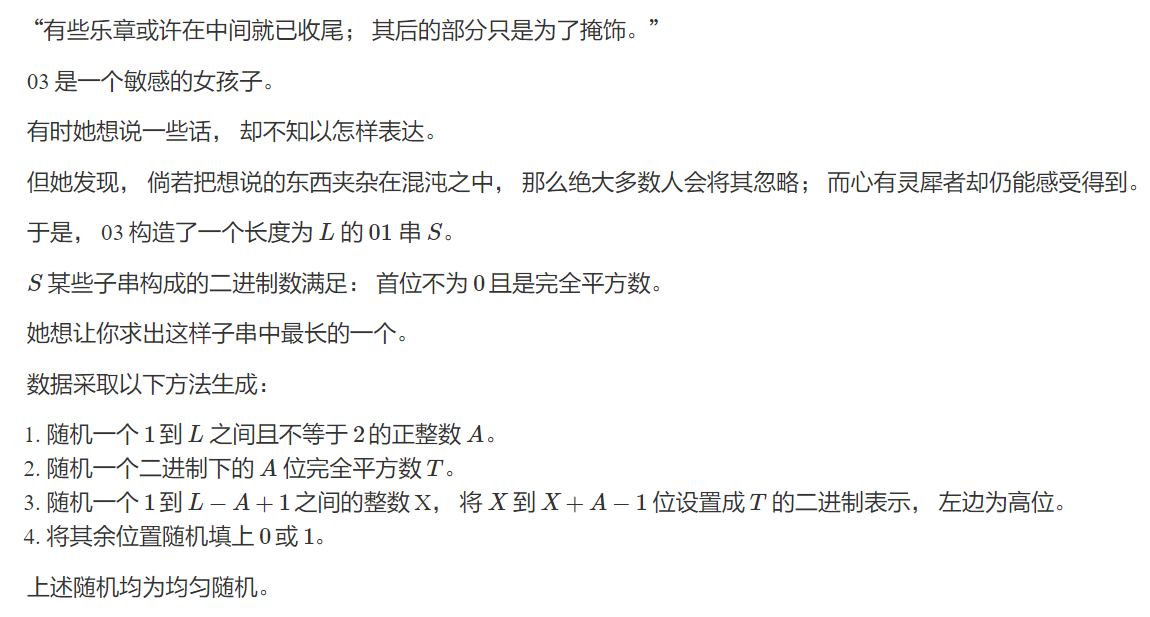 “有些乐章或许在中间就已收尾； 其后的部分只是为了掩饰。”
03 是一个敏感的女孩子。
有时她想说一些话， 却不知以怎样表达。
但她发现， 倘若把想说的东西夹杂在混沌之中， 那么绝大多数人会将其忽略； 而心有灵犀者却仍能感受得到。
于是， 03 构造了一个长度为 L 的 01 串 S。
S 某些子串构成的二进制数满足： 首位不为 0 且是完全平方数。
她想让你求出这样子串中最长的一个。
数据采取以下方法生成：
1. 随机一个 1 到 L 之间且不等于 2 的正整数 A。
2. 随机一个二进制下的 A 位完全平方数 T。
3. 随机一个 1 到 L − A + 1 之间的整数 X， 将 X 到 X + A − 1 位设置成 T 的二进制表示， 左边为高位。
4. 将其余位置随机填上 0 或 1。
上述随机均为均匀随机。